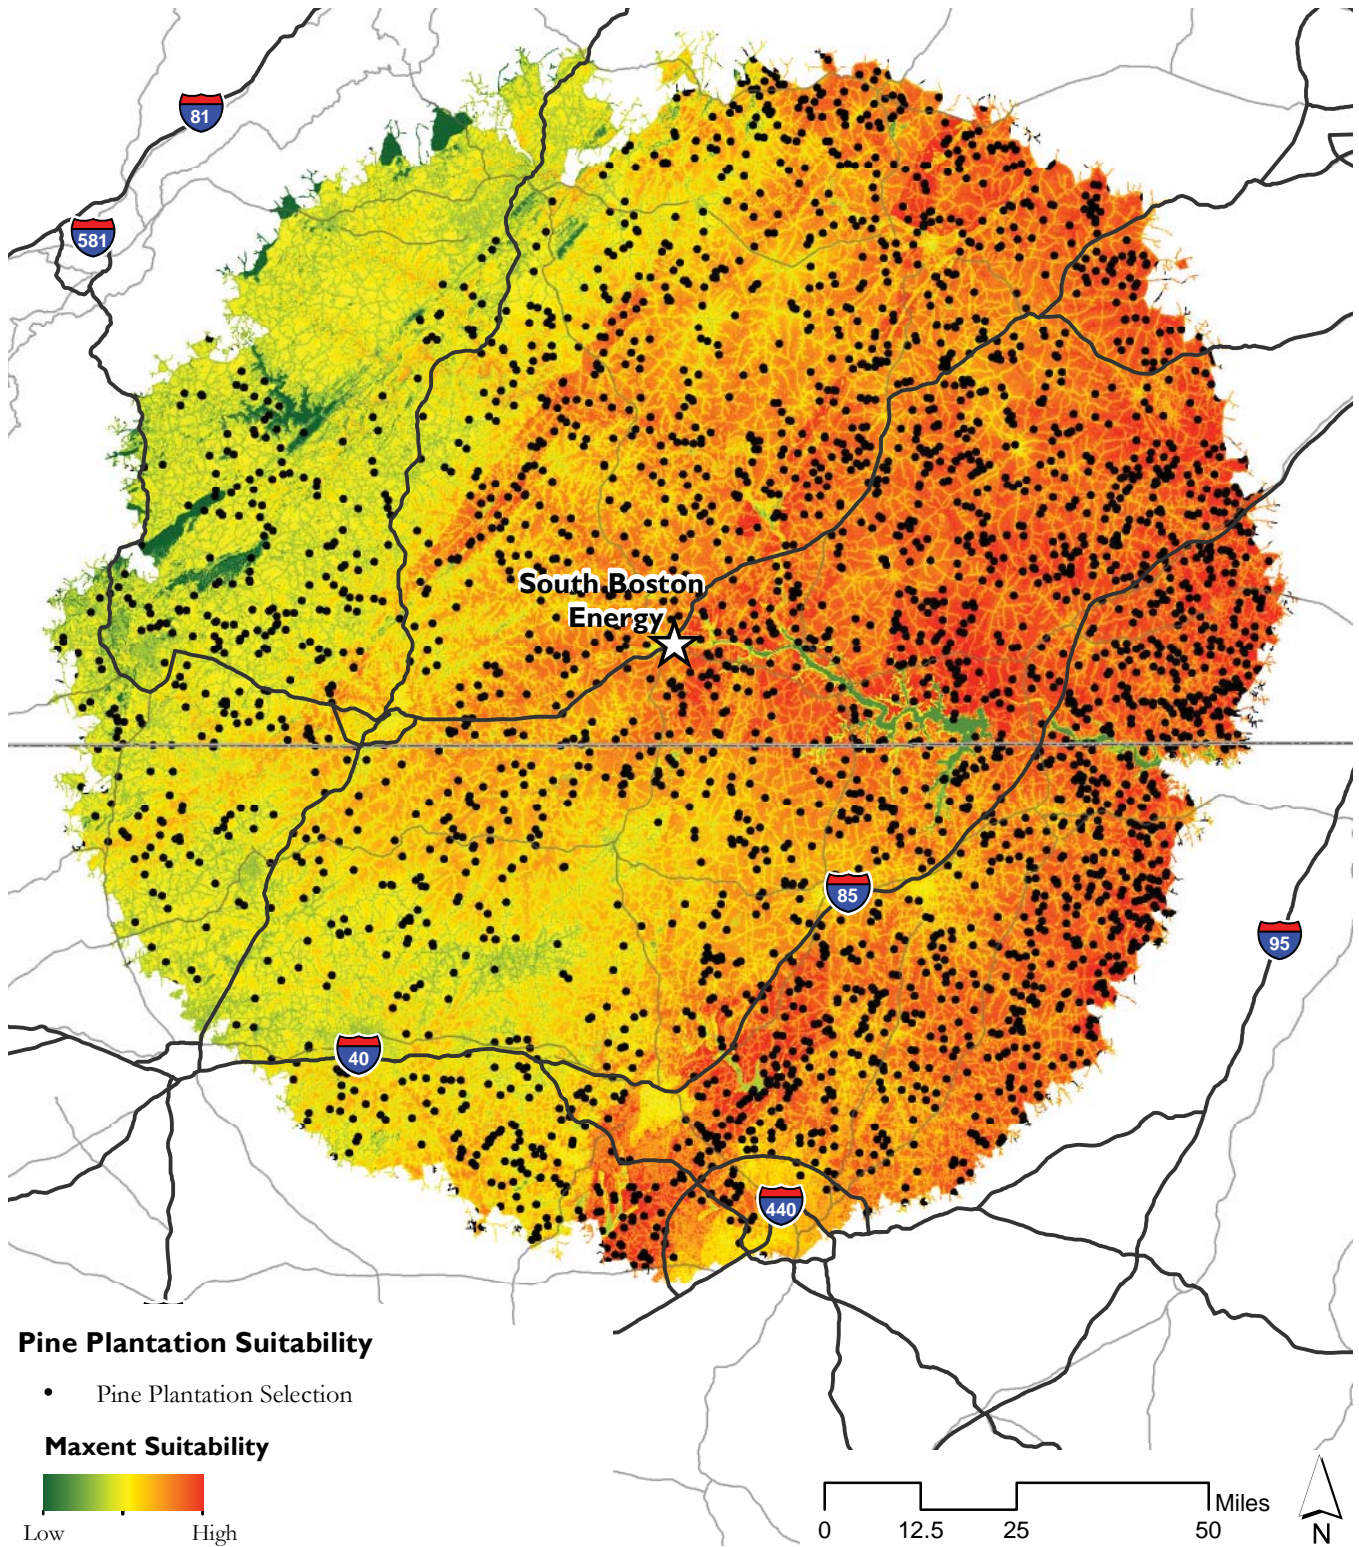 81
581
South Boston
Energy
85
95
40
440
Pine Plantation Suitability
• Pine Plantation Selection
Maxent Suitability
Low High
Miles
0 12.5 25 50
N